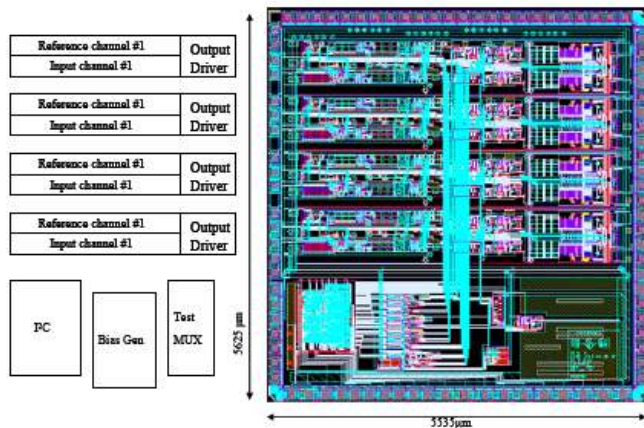 Reference channel #1
Input channel #1
Output
Driver
Reference channel #1
Input channel #1
Output
Driver
Reference channel #1
Input channel #1
Output
Driver
Reference channel #1
Input channel #1
Output
Driver
I²C
Bias Gen
Test
MUX
5625 µm
5535µm